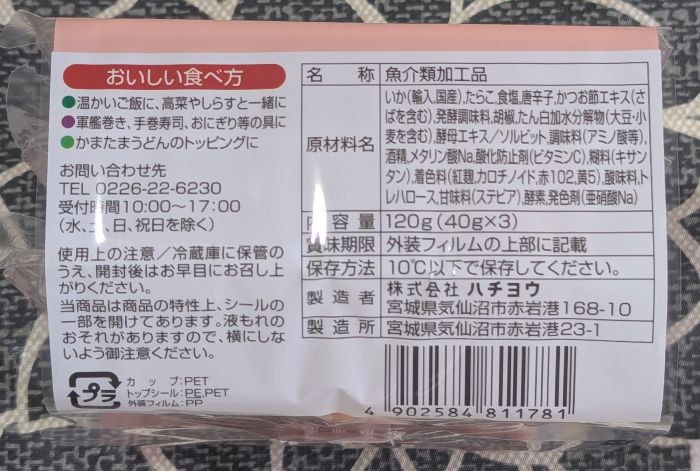 おいしい食べ方
●温かいご飯に、高菜やしらすと一緒に
●軍艦巻き、手巻寿司、おにぎり等の具に
●かまたまうどんのトッピングに
お問い合わせ先
TEL 0226-22-6230
受付時間10:00〜17:00
(水、土、日、祝日を除く)
使用上の注意/冷蔵庫に保管の
うえ、開封後はお早目にお召し上
がりください。
当商品は商品の特性上、シールの
一部を開けてあります。液もれの
おそれがありますので、横にしな
いよう御注意ください。
プラ
カップ:PET
トップシール:PE,PET
外装フィルム:PP
名称 魚介類加工品
原材料名
いか(輸入,国産),たらこ,食塩,唐辛子,かつお節エキス(さ
ばを含む),発酵調味料,胡椒,たん白加水分解物(大豆・小
麦を含む),酵母エキス/ソルビット,調味料(アミノ酸等),
酒精,メタリン酸Na,酸化防止剤(ビタミンC),糊料(キサン
タン),着色料(紅麹,カロチノイド,赤102,黄5),酸味料,ト
レハロース,甘味料(ステビア),酵素,発色剤(亜硝酸Na)
内容量 120g(40g×3)
賞味期限 外装フィルムの上部に記載
保存方法 10℃以下で保存してください。
製造者 株式会社 ハチヨウ
宮城県気仙沼市赤岩港168-10
製造所 宮城県気仙沼市赤岩港23-1
4 902584 811781